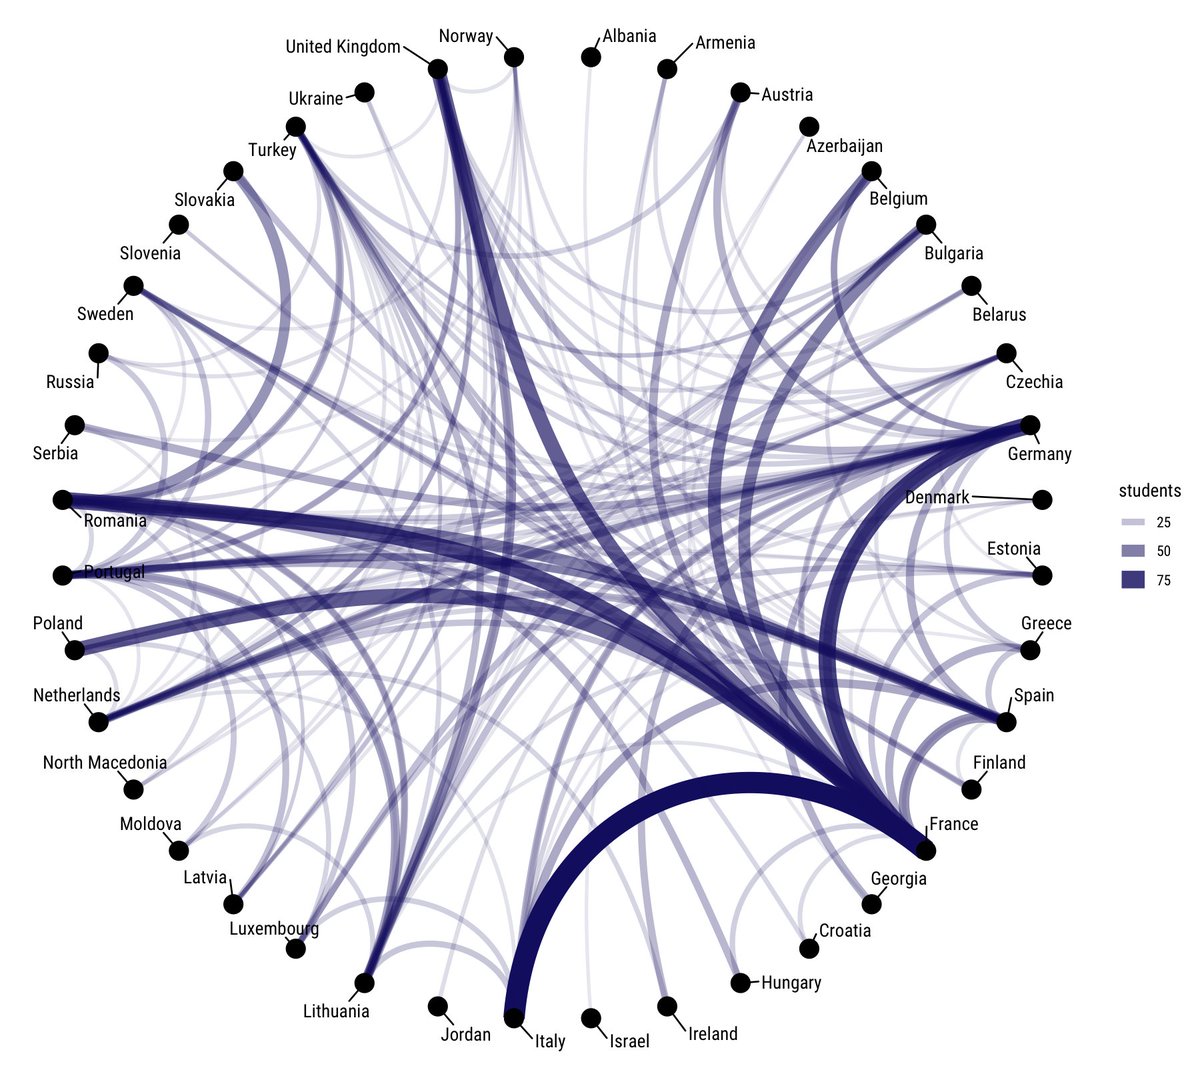 Norway
Albania
Armenia
United Kingdom
Austria
Ukraine
Azerbaijan
Turkey
Belgium
Slovakia
Bulgaria
Slovenia
Belarus
Sweden
Czechia
Russia
Germany
Serbia
Denmark
Romania
Estonia
Portugal
Greece
Poland
Spain
Netherlands
Finland
North Macedonia
France
Moldova
Georgia
Latvia
Croatia
Luxembourg
Hungary
Lithuania
Jordan
Italy
Israel
Ireland
students
25
50
75